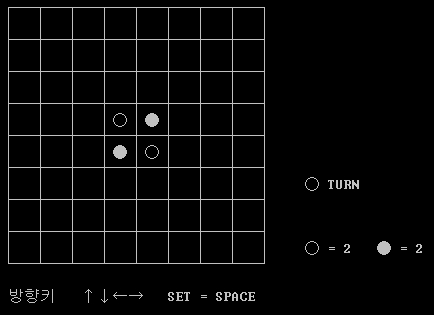 ○ TURN
○ = 2 ● = 2
방향키 ↑↓←→ SET = SPACE